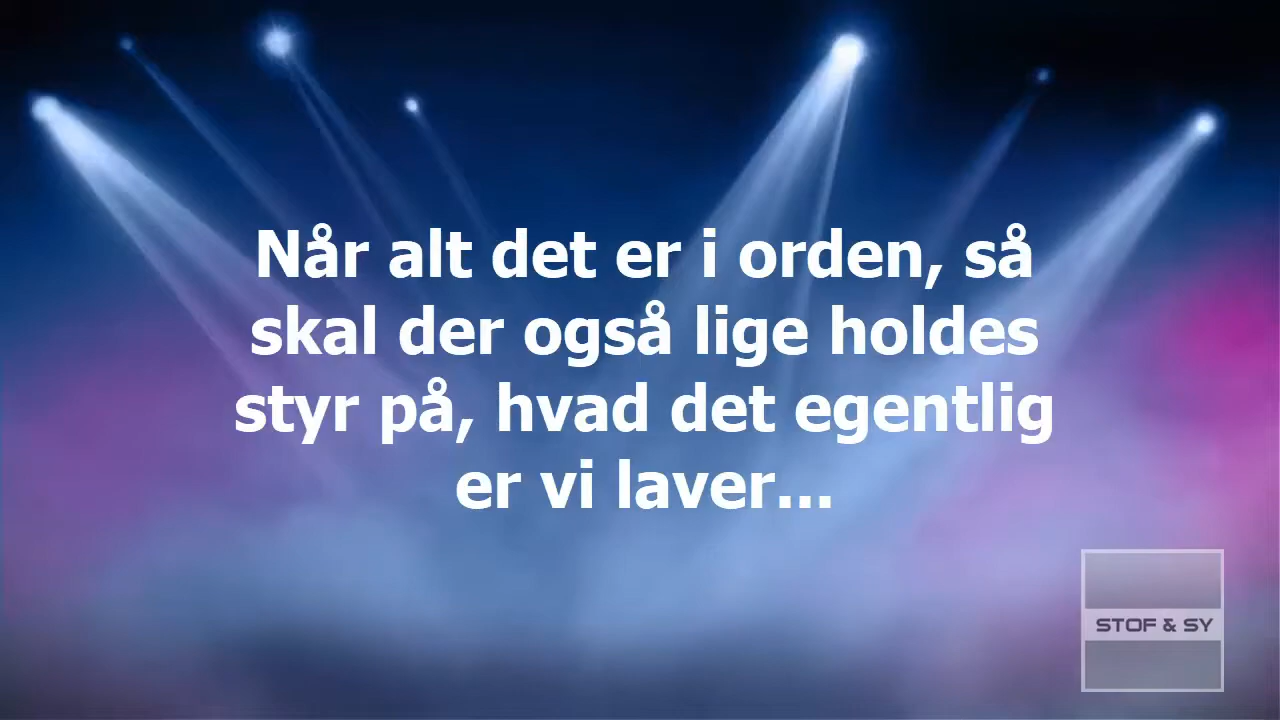 Når alt det er i orden, så
skal der også lige holdes
styr på, hvad det egentlig
er vi laver...
STOF & SY